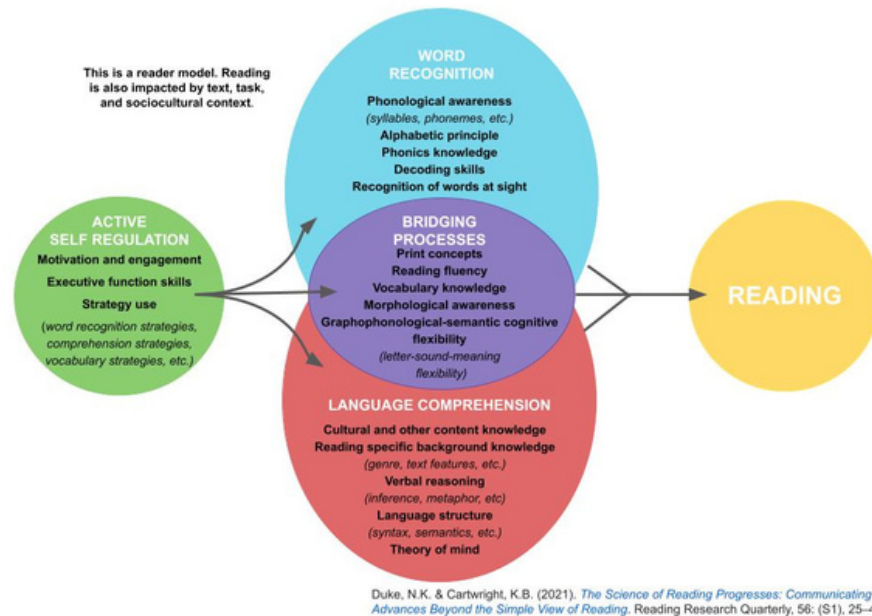 This is a reader model. Reading
is also impacted by text, task,
and sociocultural context.
WORD
RECOGNITION
Phonological awareness
(syllables, phonemes, etc.)
Alphabetic principle
Phonics knowledge
Decoding skills
Recognition of words at sight
ACTIVE
SELF REGULATION
Motivation and engagement
Executive function skills
Strategy use
(word recognition strategies,
comprehension strategies,
vocabulary strategies, etc.)
BRIDGING
PROCESSES
Print concepts
Reading fluency
Vocabulary knowledge
Morphological awareness
Graphophonological-semantic cognitive
flexibility
(letter-sound-meaning
flexibility)
READING
LANGUAGE COMPREHENSION
Cultural and other content knowledge
Reading specific background knowledge
(genre, text features, etc.)
Verbal reasoning
(inference, metaphor, etc)
Language structure
(syntax, semantics, etc.)
Theory of mind
Duke, N.K. & Cartwright, K.B. (2021). The Science of Reading Progresses: Communicating
Advances Beyond the Simple View of Reading. Reading Research Quarterly, 56: (S1), 25–